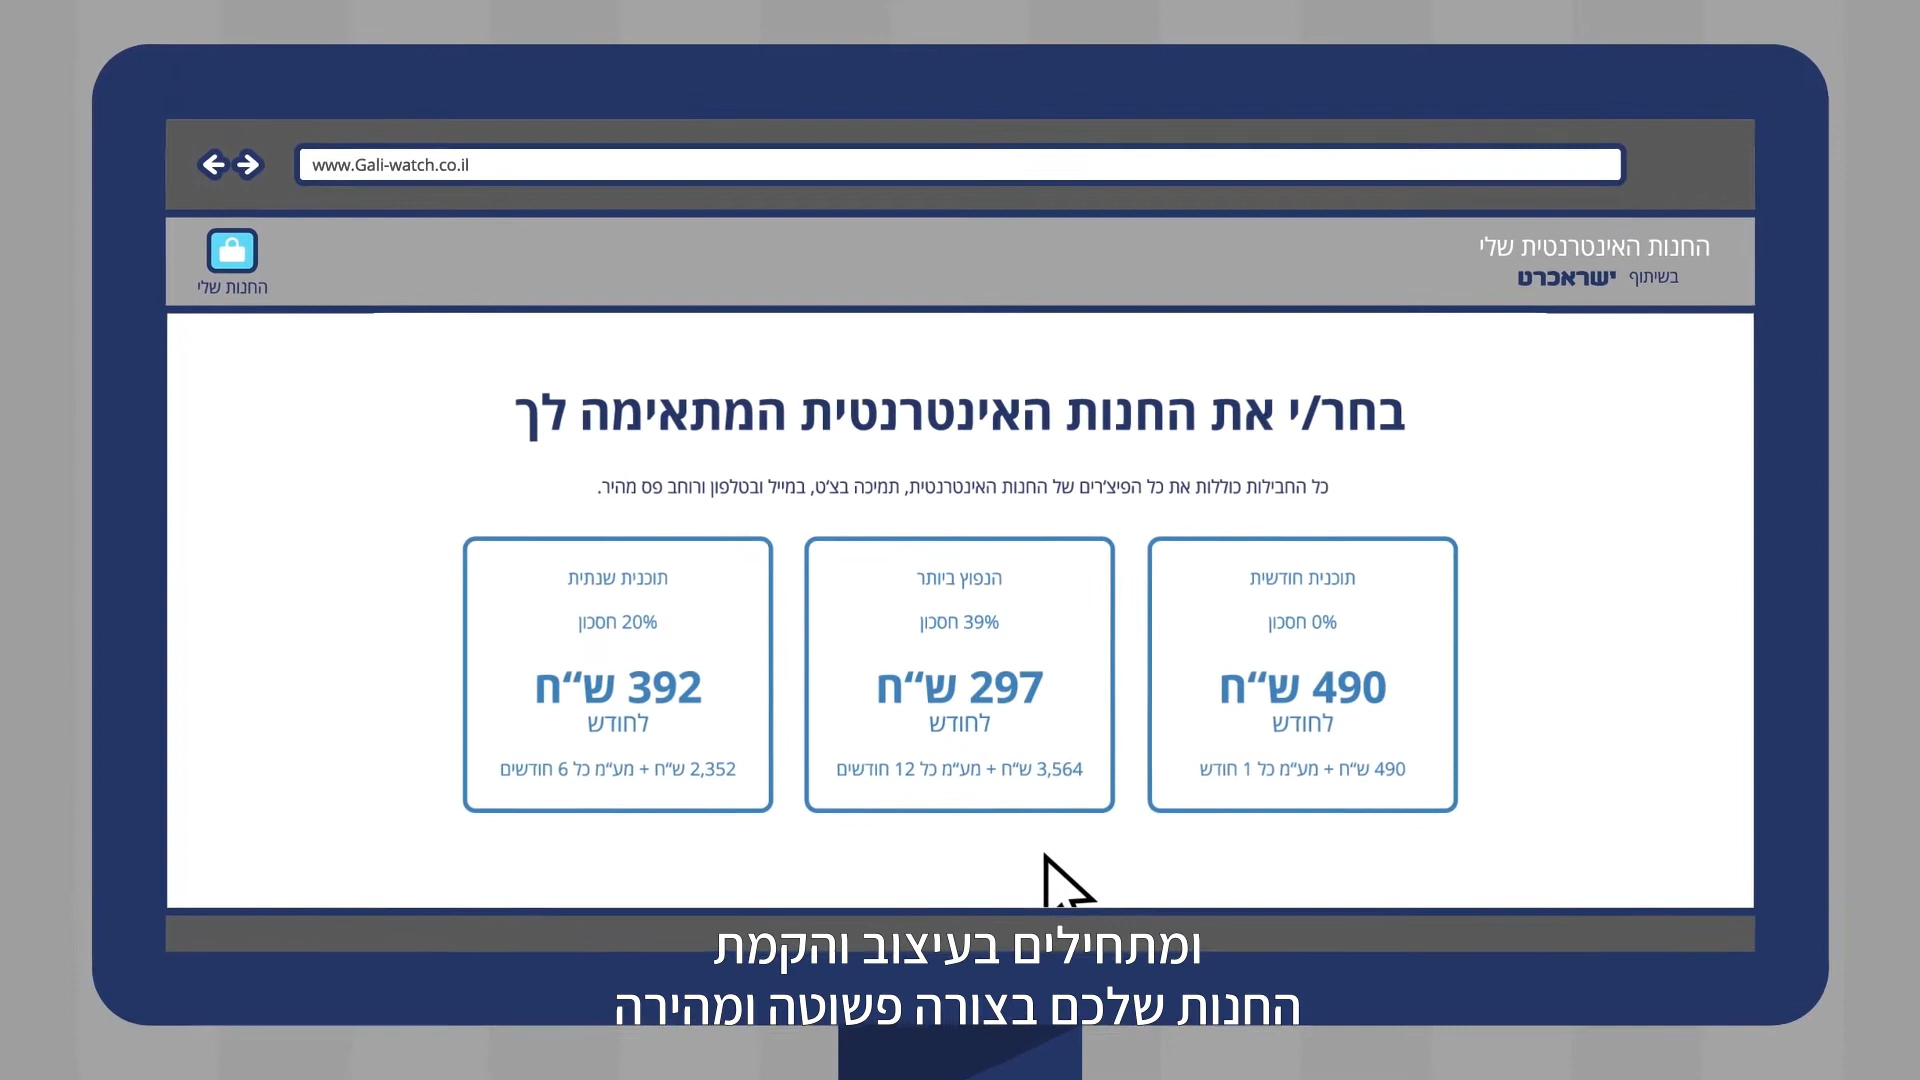 www.Gali-watch.co.il
החנות האינטרנטית שלי
בשיתוף ישראכרט
החנות שלי
בחר/י את החנות האינטרנטית המתאימה לך
כל החבילות כוללות את כל הפיצ'רים של החנות האינטרנטית, תמיכה בצ'ט, במייל ובטלפון ורוחב פס מהיר.
תוכנית חודשית
0% חסכון
490 ש“ח
לחודש
490 ש“ח + מע“מ כל 1 חודש
הנפוץ ביותר
39% חסכון
297 ש“ח
לחודש
3,564 ש“ח + מע“מ כל 12 חודשים
תוכנית שנתית
20% חסכון
392 ש“ח
לחודש
2,352 ש“ח + מע“מ כל 6 חודשים
ומתחילים בעיצוב והקמת
החנות שלכם בצורה פשוטה ומהירה